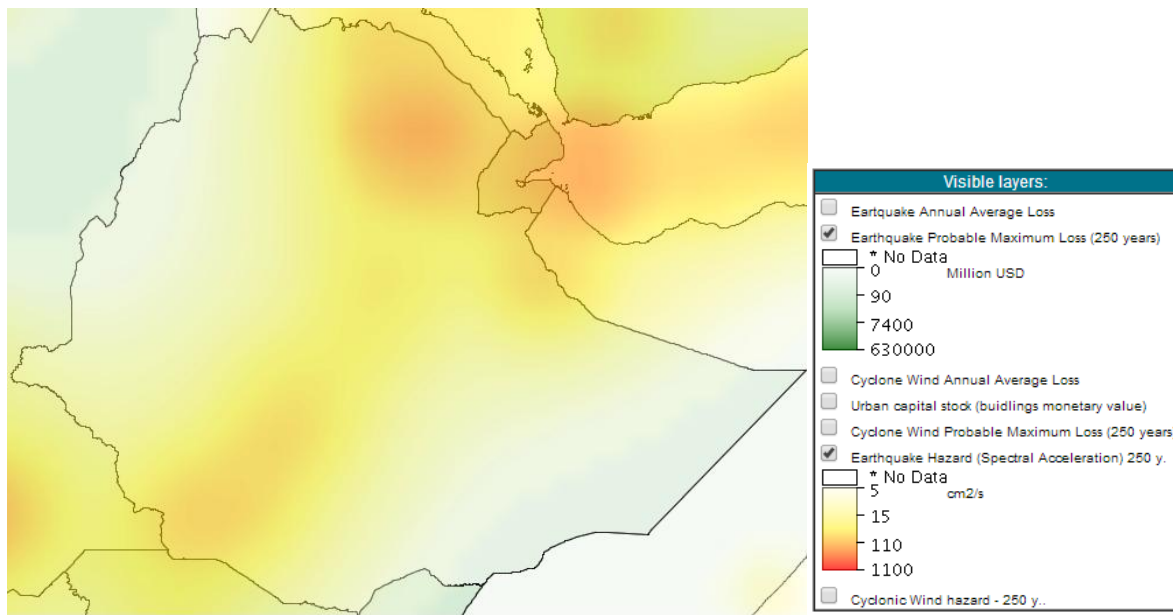 Visible layers:
Eartquake Annual Average Loss
Earthquake Probable Maximum Loss (250 years)
* No Data
0 Million USD
90
7400
630000
Cyclone Wind Annual Average Loss
Urban capital stock (buidlings monetary value)
Cyclone Wind Probable Maximum Loss (250 years)
Earthquake Hazard (Spectral Acceleration) 250 y.
* No Data
5 cm2/s
15
110
1100
Cyclonic Wind hazard - 250 y..